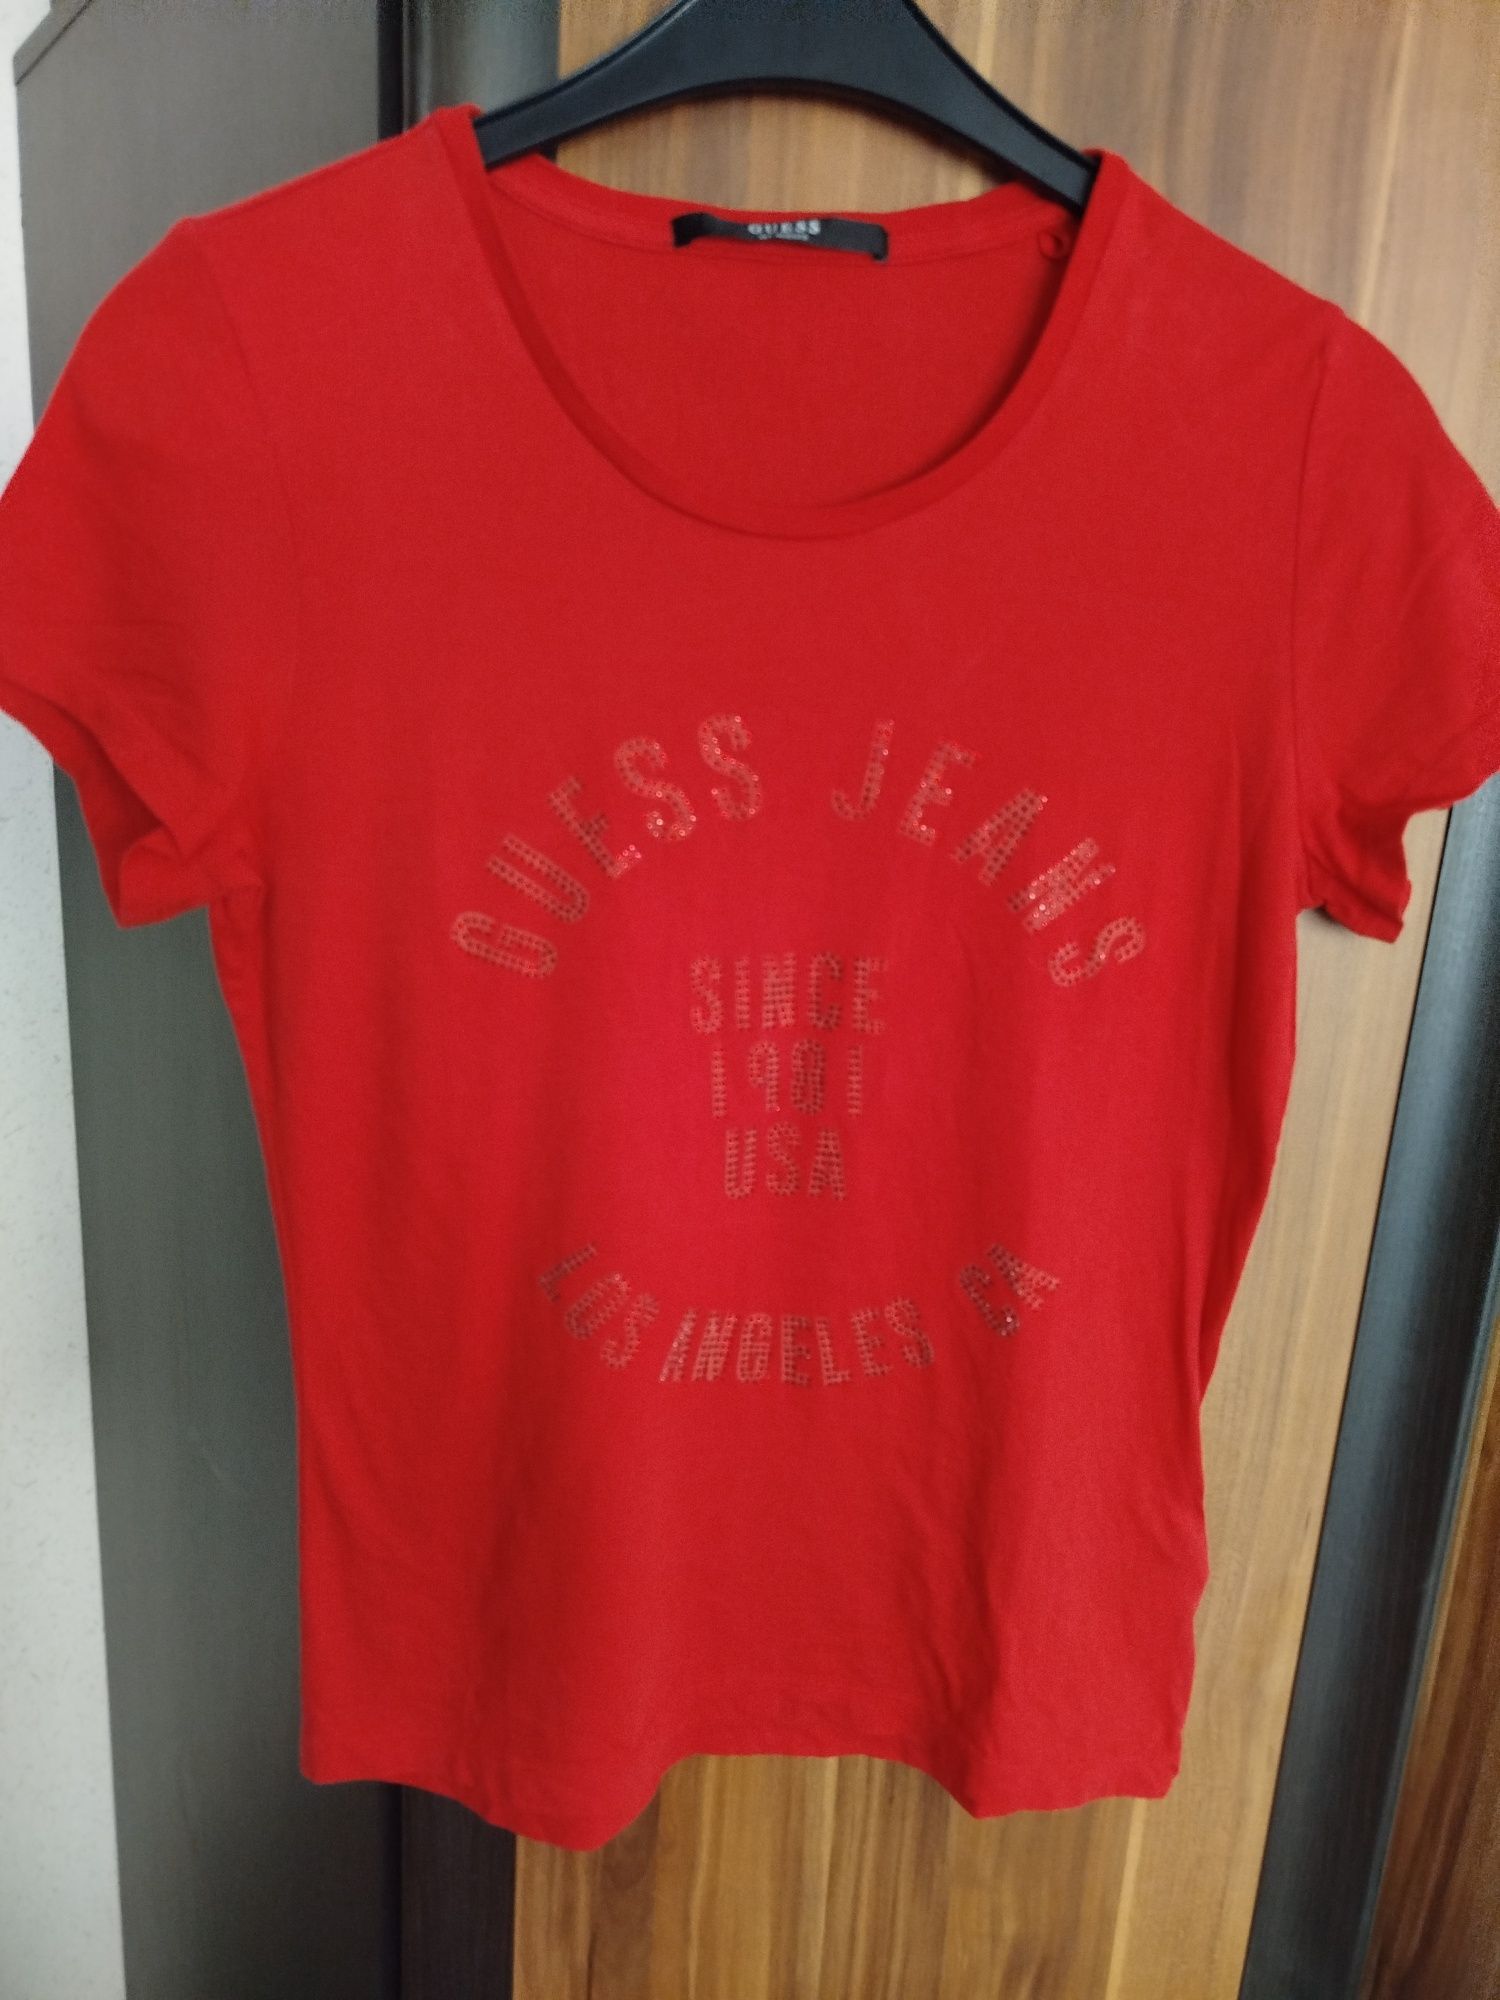 GUESS
GUESS JEANS
SINCE
1981
USA
LOS ANGELES CA